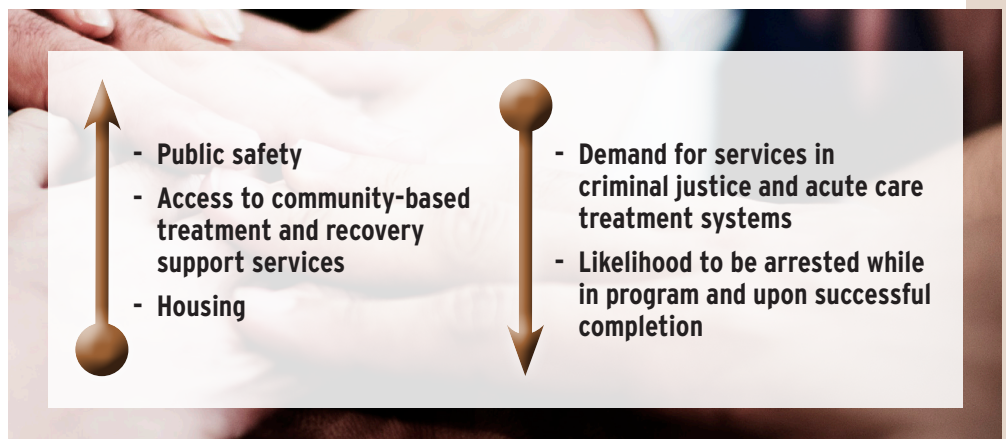 - Public safety
- Access to community-based
treatment and recovery
support services
- Housing
- Demand for services in
criminal justice and acute care
treatment systems
- Likelihood to be arrested while
in program and upon successful
completion